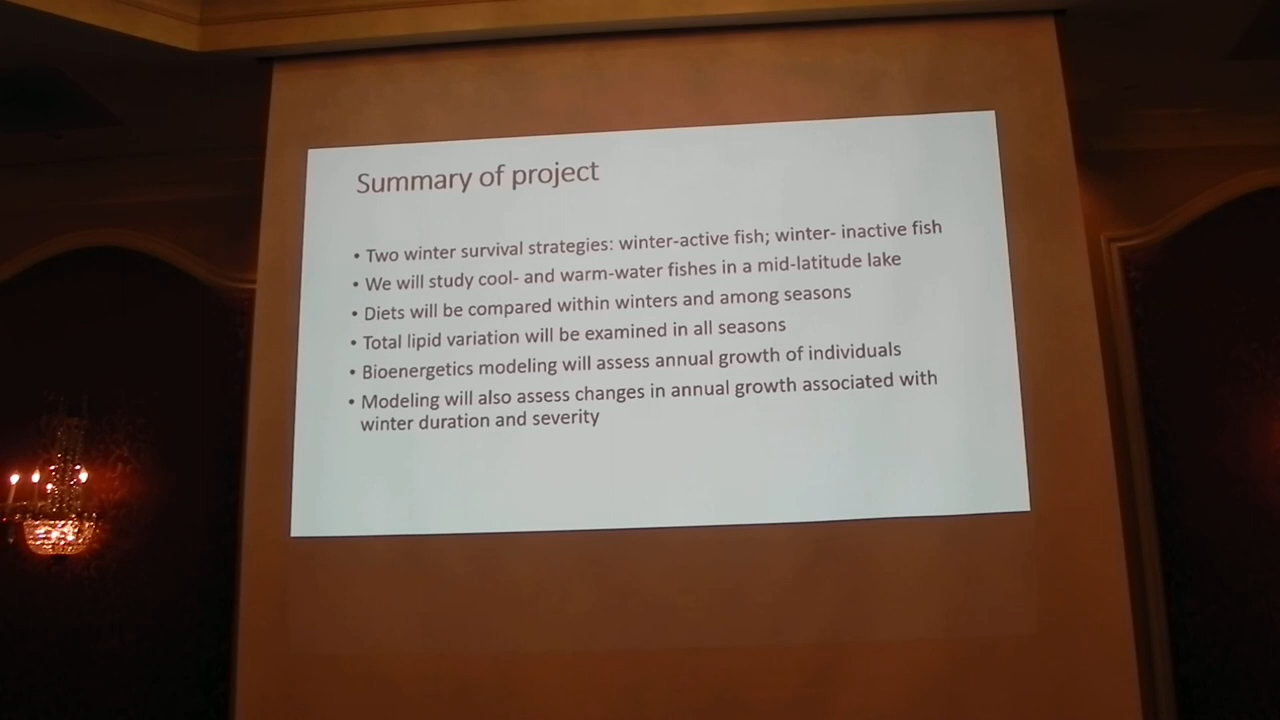 Summary of project
• Two winter survival strategies: winter-active fish; winter- inactive fish
• We will study cool- and warm-water fishes in a mid-latitude lake
• Diets will be compared within winters and among seasons
• Total lipid variation will be examined in all seasons
• Bioenergetics modeling will assess annual growth of individuals
• Modeling will also assess changes in annual growth associated with
winter duration and severity